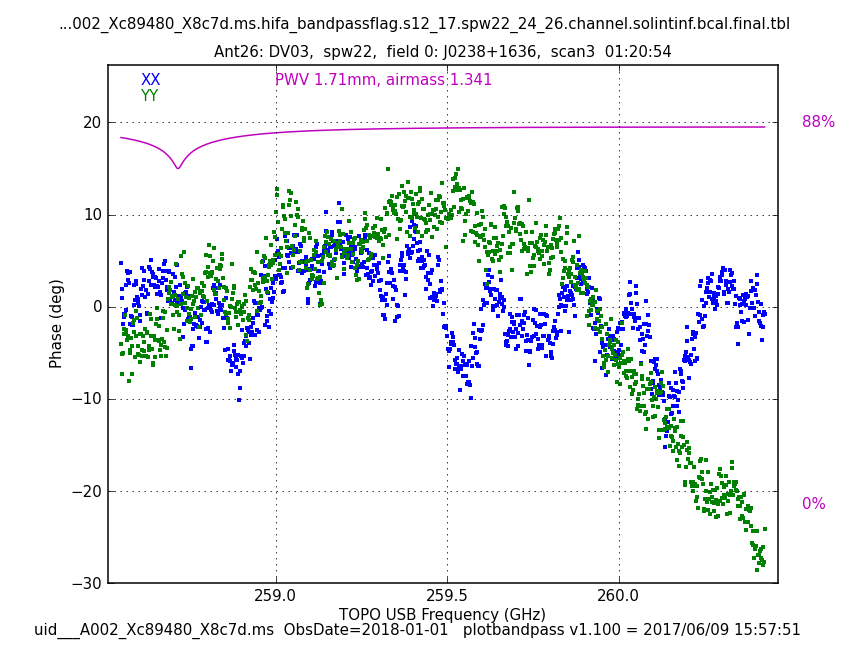 ...002_Xc89480_X8c7d.ms.hifa_bandpassflag.s12_17.spw22_24_26.channel.solintinf.bcal.final.tbl
Ant26: DV03,  spw22,  field 0: J0238+1636,  scan3  01:20:54
XX
PWV 1.71mm, airmass 1.341
YY
88%
20
10
0
−10
−20
−30
0%
Phase (deg)
259.0
259.5
260.0
TOPO USB Frequency (GHz)
uid___A002_Xc89480_X8c7d.ms  ObsDate=2018-01-01   plotbandpass v1.100 = 2017/06/09 15:57:51